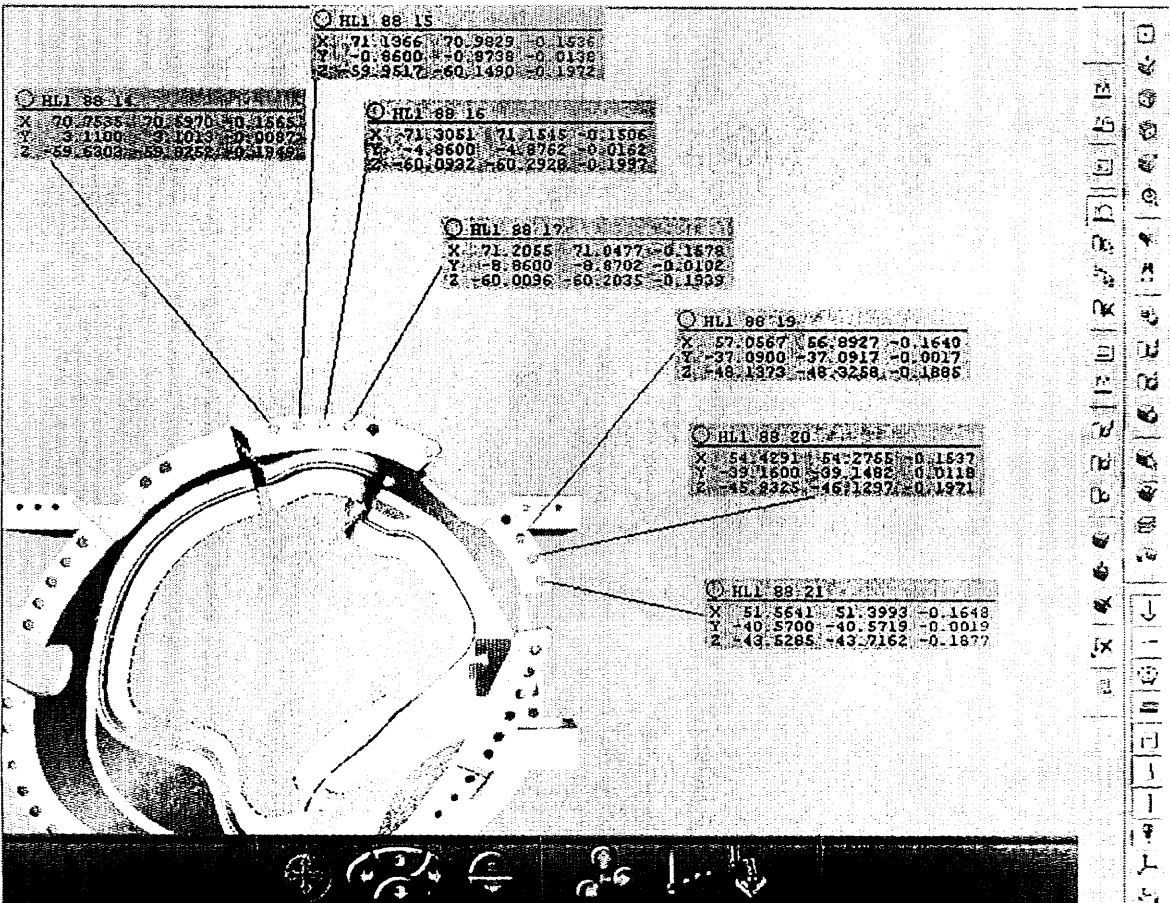 HL1 88 15
X 71.1366 70.9829 -0.1536
Y -0.8600 -0.8738 -0.0138
Z -59.9517 -60.1490 -0.1972
HL1 88 14
X 70.7535 70.5970 -0.1565
Y 3.1100 3.1013 -0.0087
Z -59.6303 -59.8252
HL1 88 16
X 71.3051 71.1545 -0.1506
Y -4.8600 -4.8762 -0.0162
Z -60.0932 -60.2928 -0.1997
HL1 88 17
X 71.2055 71.0477 -0.1578
Y -8.8600 -8.8702 -0.0102
Z -60.0096 -60.2035 -0.1939
HL1 88 19
X 57.0567 56.8927 -0.1640
Y -37.0900 -37.0917 -0.0017
Z -48.1373 -48.3258 -0.1885
HL1 88 20
X 54.4291 54.2755 -0.1537
Y -39.1600 -39.1482 0.0118
Z -45.9325 -46.1297 -0.1971
HL1 88 21
X 51.5641 51.3993 -0.1648
Y -40.5700 -40.5719 -0.0019
Z -43.5285 -43.7162 -0.1877